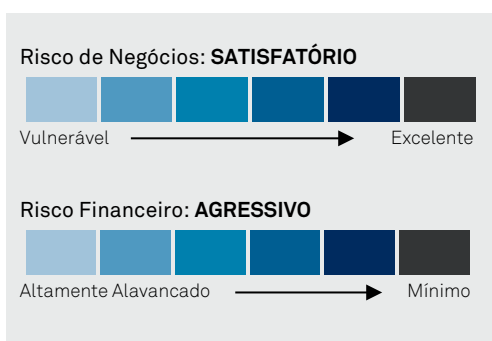 Risco de Negócios: SATISFATÓRIO
Vulnerável Excelente
Risco Financeiro: AGRESSIVO
Altamente Alavancado Mínimo